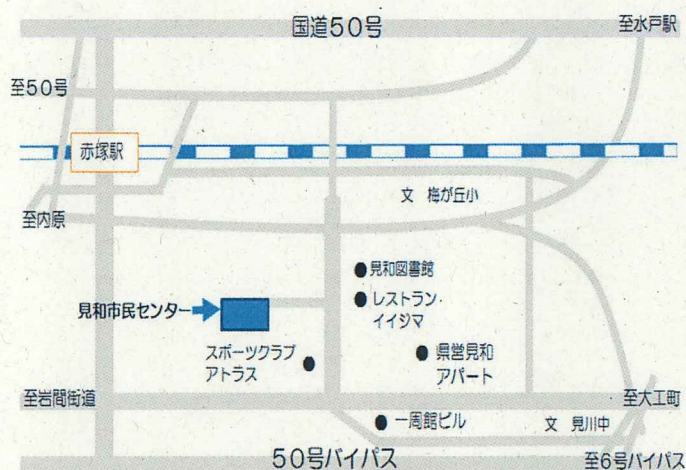 国道50号
至水戸駅
至50号
赤塚駅
文 梅が丘小
至内原
見和図書館
見和市民センター
レストラン
イイジマ
スポーツクラブ
アトラス
県営見和
アパート
至岩間街道
至大工町
一周館ビル
文 見川中
50号バイパス
至6号バイパス